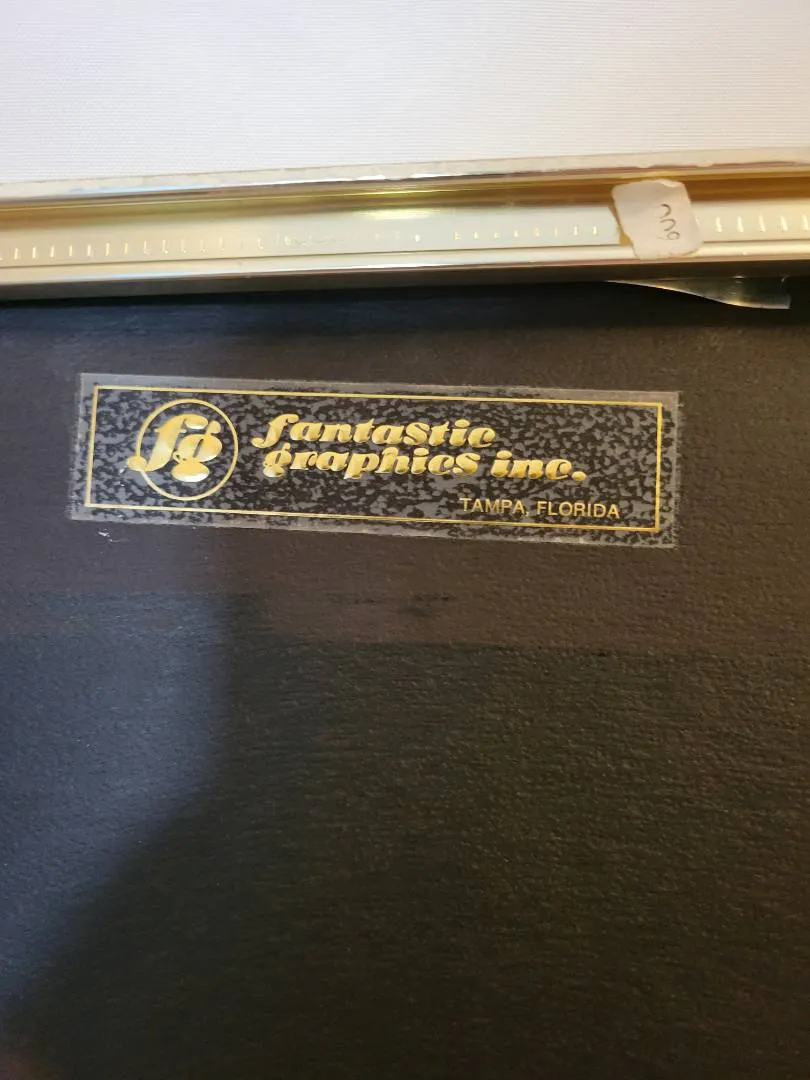 fg
fantastic
graphics inc.
TAMPA, FLORIDA